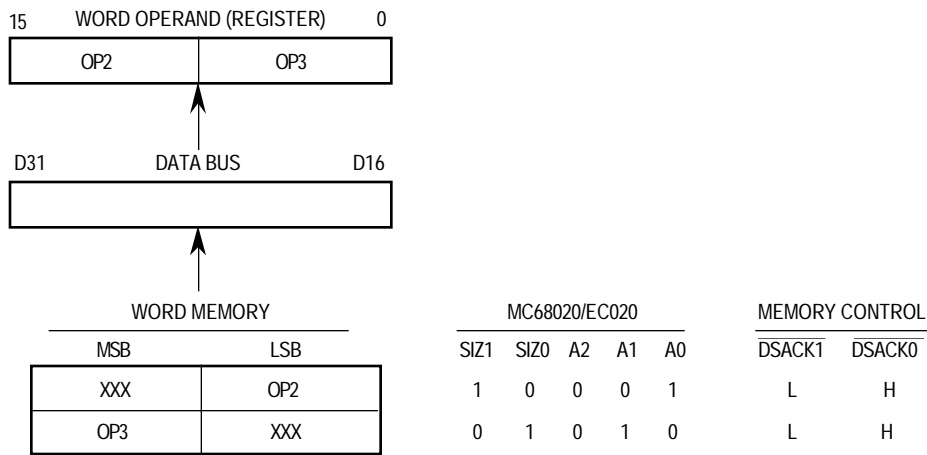 15 WORD OPERAND (REGISTER) 0
OP2 OP3
D31 DATA BUS D16
WORD MEMORY MC68020/EC020 MEMORY CONTROL
MSB LSB SIZ1 SIZ0 A2 A1 A0 DSACK1 DSACK0
XXX OP2 1 0 0 0 1 L H
OP3 XXX 0 1 0 1 0 L H